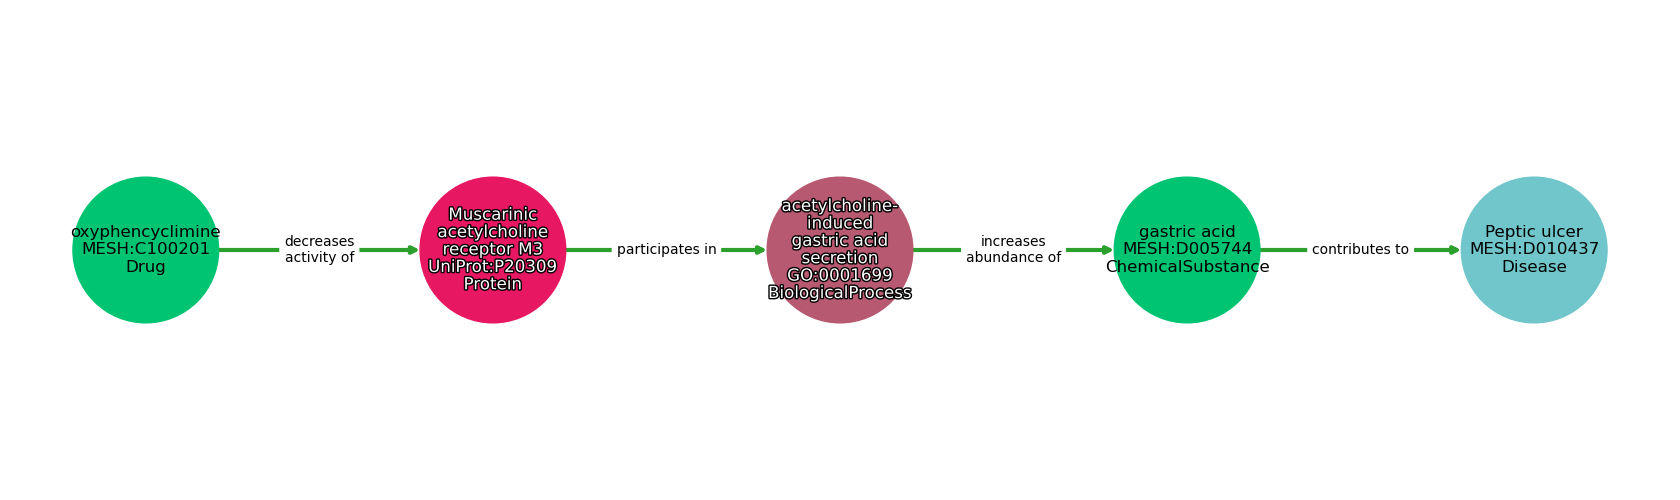 oxyphencyclimine
MESH:C100201
Drug
decreases
activity of
Muscarinic
acetylcholine
receptor M3
UniProt:P20309
Protein
participates in
acetylcholine-
induced
gastric acid
secretion
GO:0001699
BiologicalProcess
increases
abundance of
gastric acid
MESH:D005744
ChemicalSubstance
contributes to
Peptic ulcer
MESH:D010437
Disease